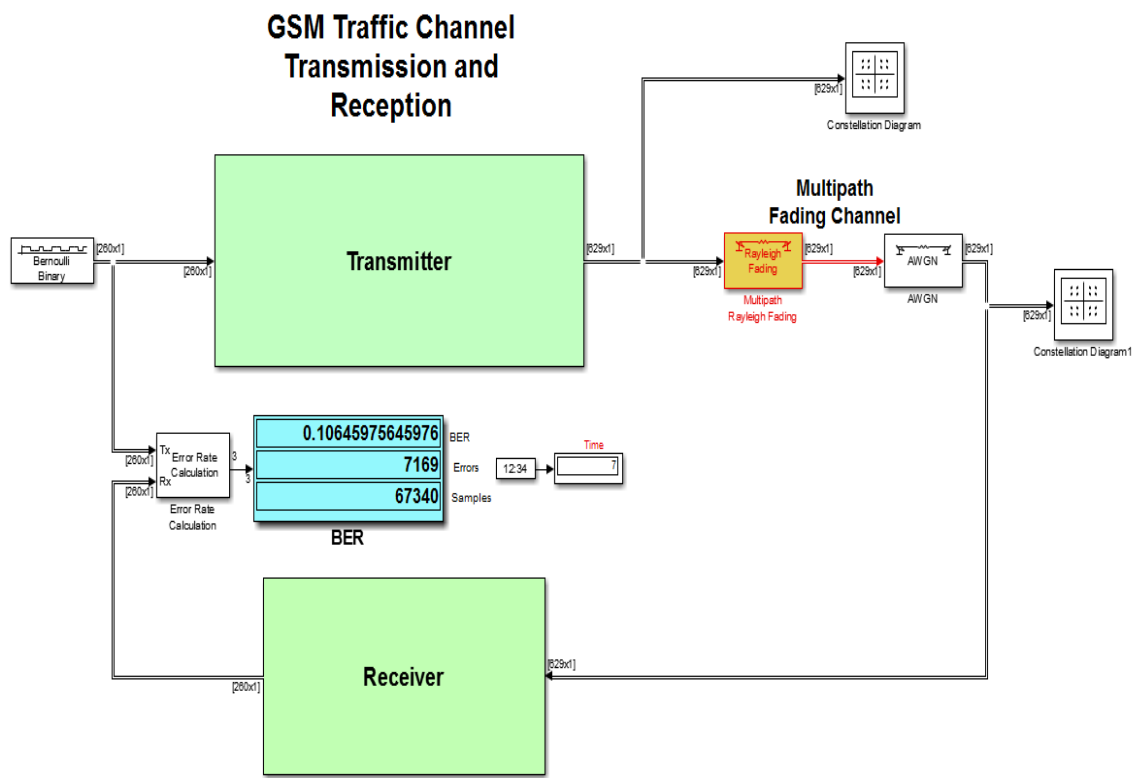 GSM Traffic Channel
Transmission and
Reception
[629x1]
Constellation Diagram
Multipath
Fading Channel
Bernoulli
Binary
[260x1]
[260x1]
Transmitter
[629x1]
[629x1]
Rayleigh
Fading
[629x1]
Multipath
Rayleigh Fading
[629x1]
AWGN
[629x1]
AWGN
[629x1]
Constellation Diagram1
Tx
Rx
Error Rate
Calculation
[260x1]
[260x1]
3
3
Error Rate
Calculation
0.10645975645976
BER
7169
Errors
67340
Samples
BER
12:34
Time
7
Receiver
[260x1]
[629x1]